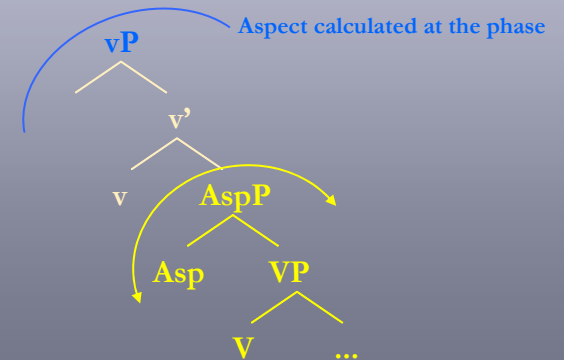 Aspect calculated at the phase
vP
v’
v AspP
Asp VP
V ...